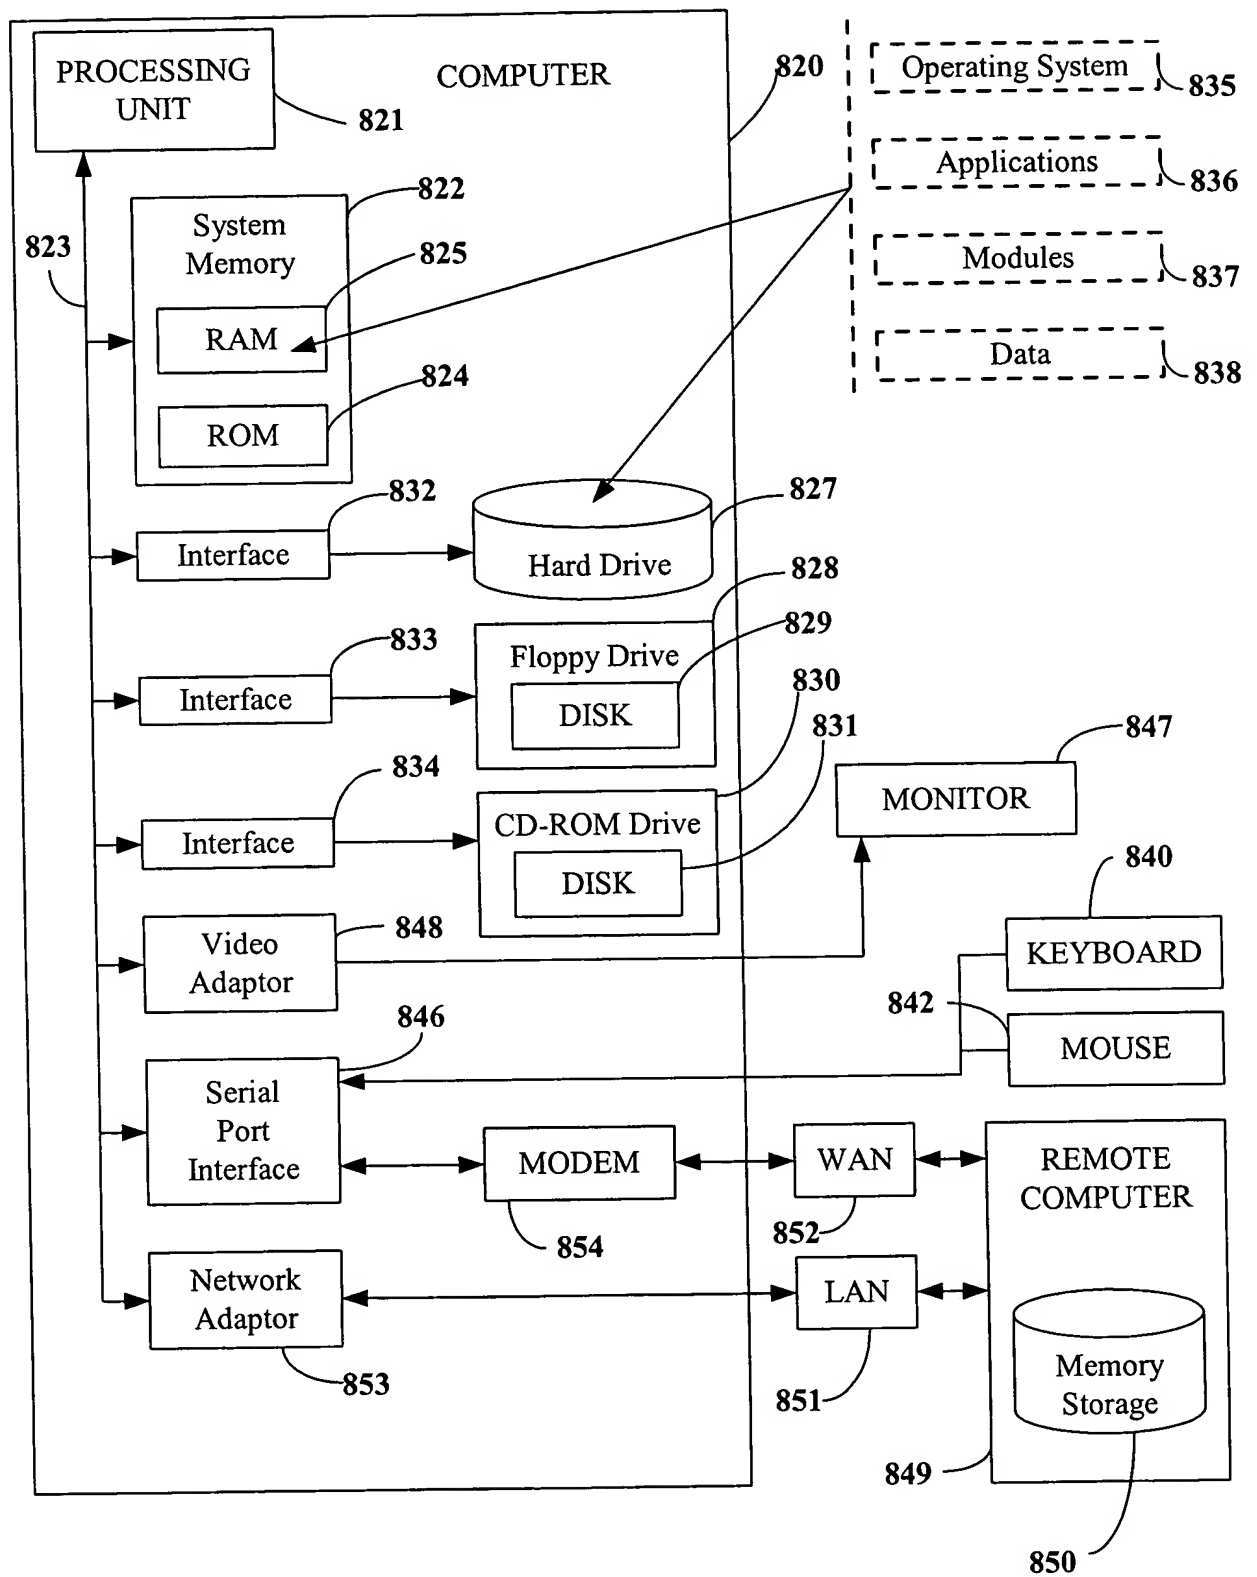 PROCESSING
UNIT
COMPUTER
821
820
Operating System
835
Applications
836
Modules
837
Data
838
823
822
System
Memory
825
RAM
824
ROM
832
Interface
827
Hard Drive
828
829
833
Interface
Floppy Drive
DISK
830
831
834
Interface
CD-ROM Drive
DISK
847
MONITOR
848
Video
Adaptor
840
KEYBOARD
842
MOUSE
846
Serial
Port
Interface
MODEM
854
WAN
852
REMOTE
COMPUTER
Network
Adaptor
853
LAN
851
Memory
Storage
849
850